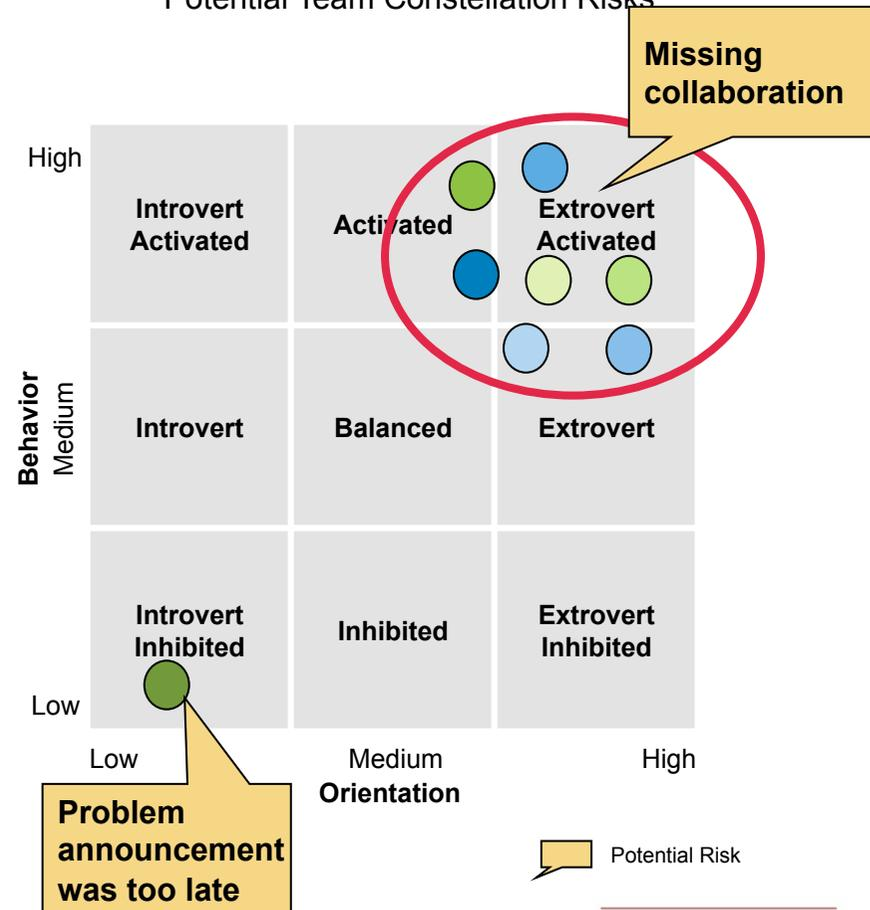 Potential Team Constellation Risks
Missing
collaboration
High
Introvert
Activated
Activated
Extrovert
Activated
Behavior
Medium
Introvert
Balanced
Extrovert
Introvert
Inhibited
Inhibited
Extrovert
Inhibited
Low
Low
Medium
High
Orientation
Problem
announcement
was too late
Potential Risk